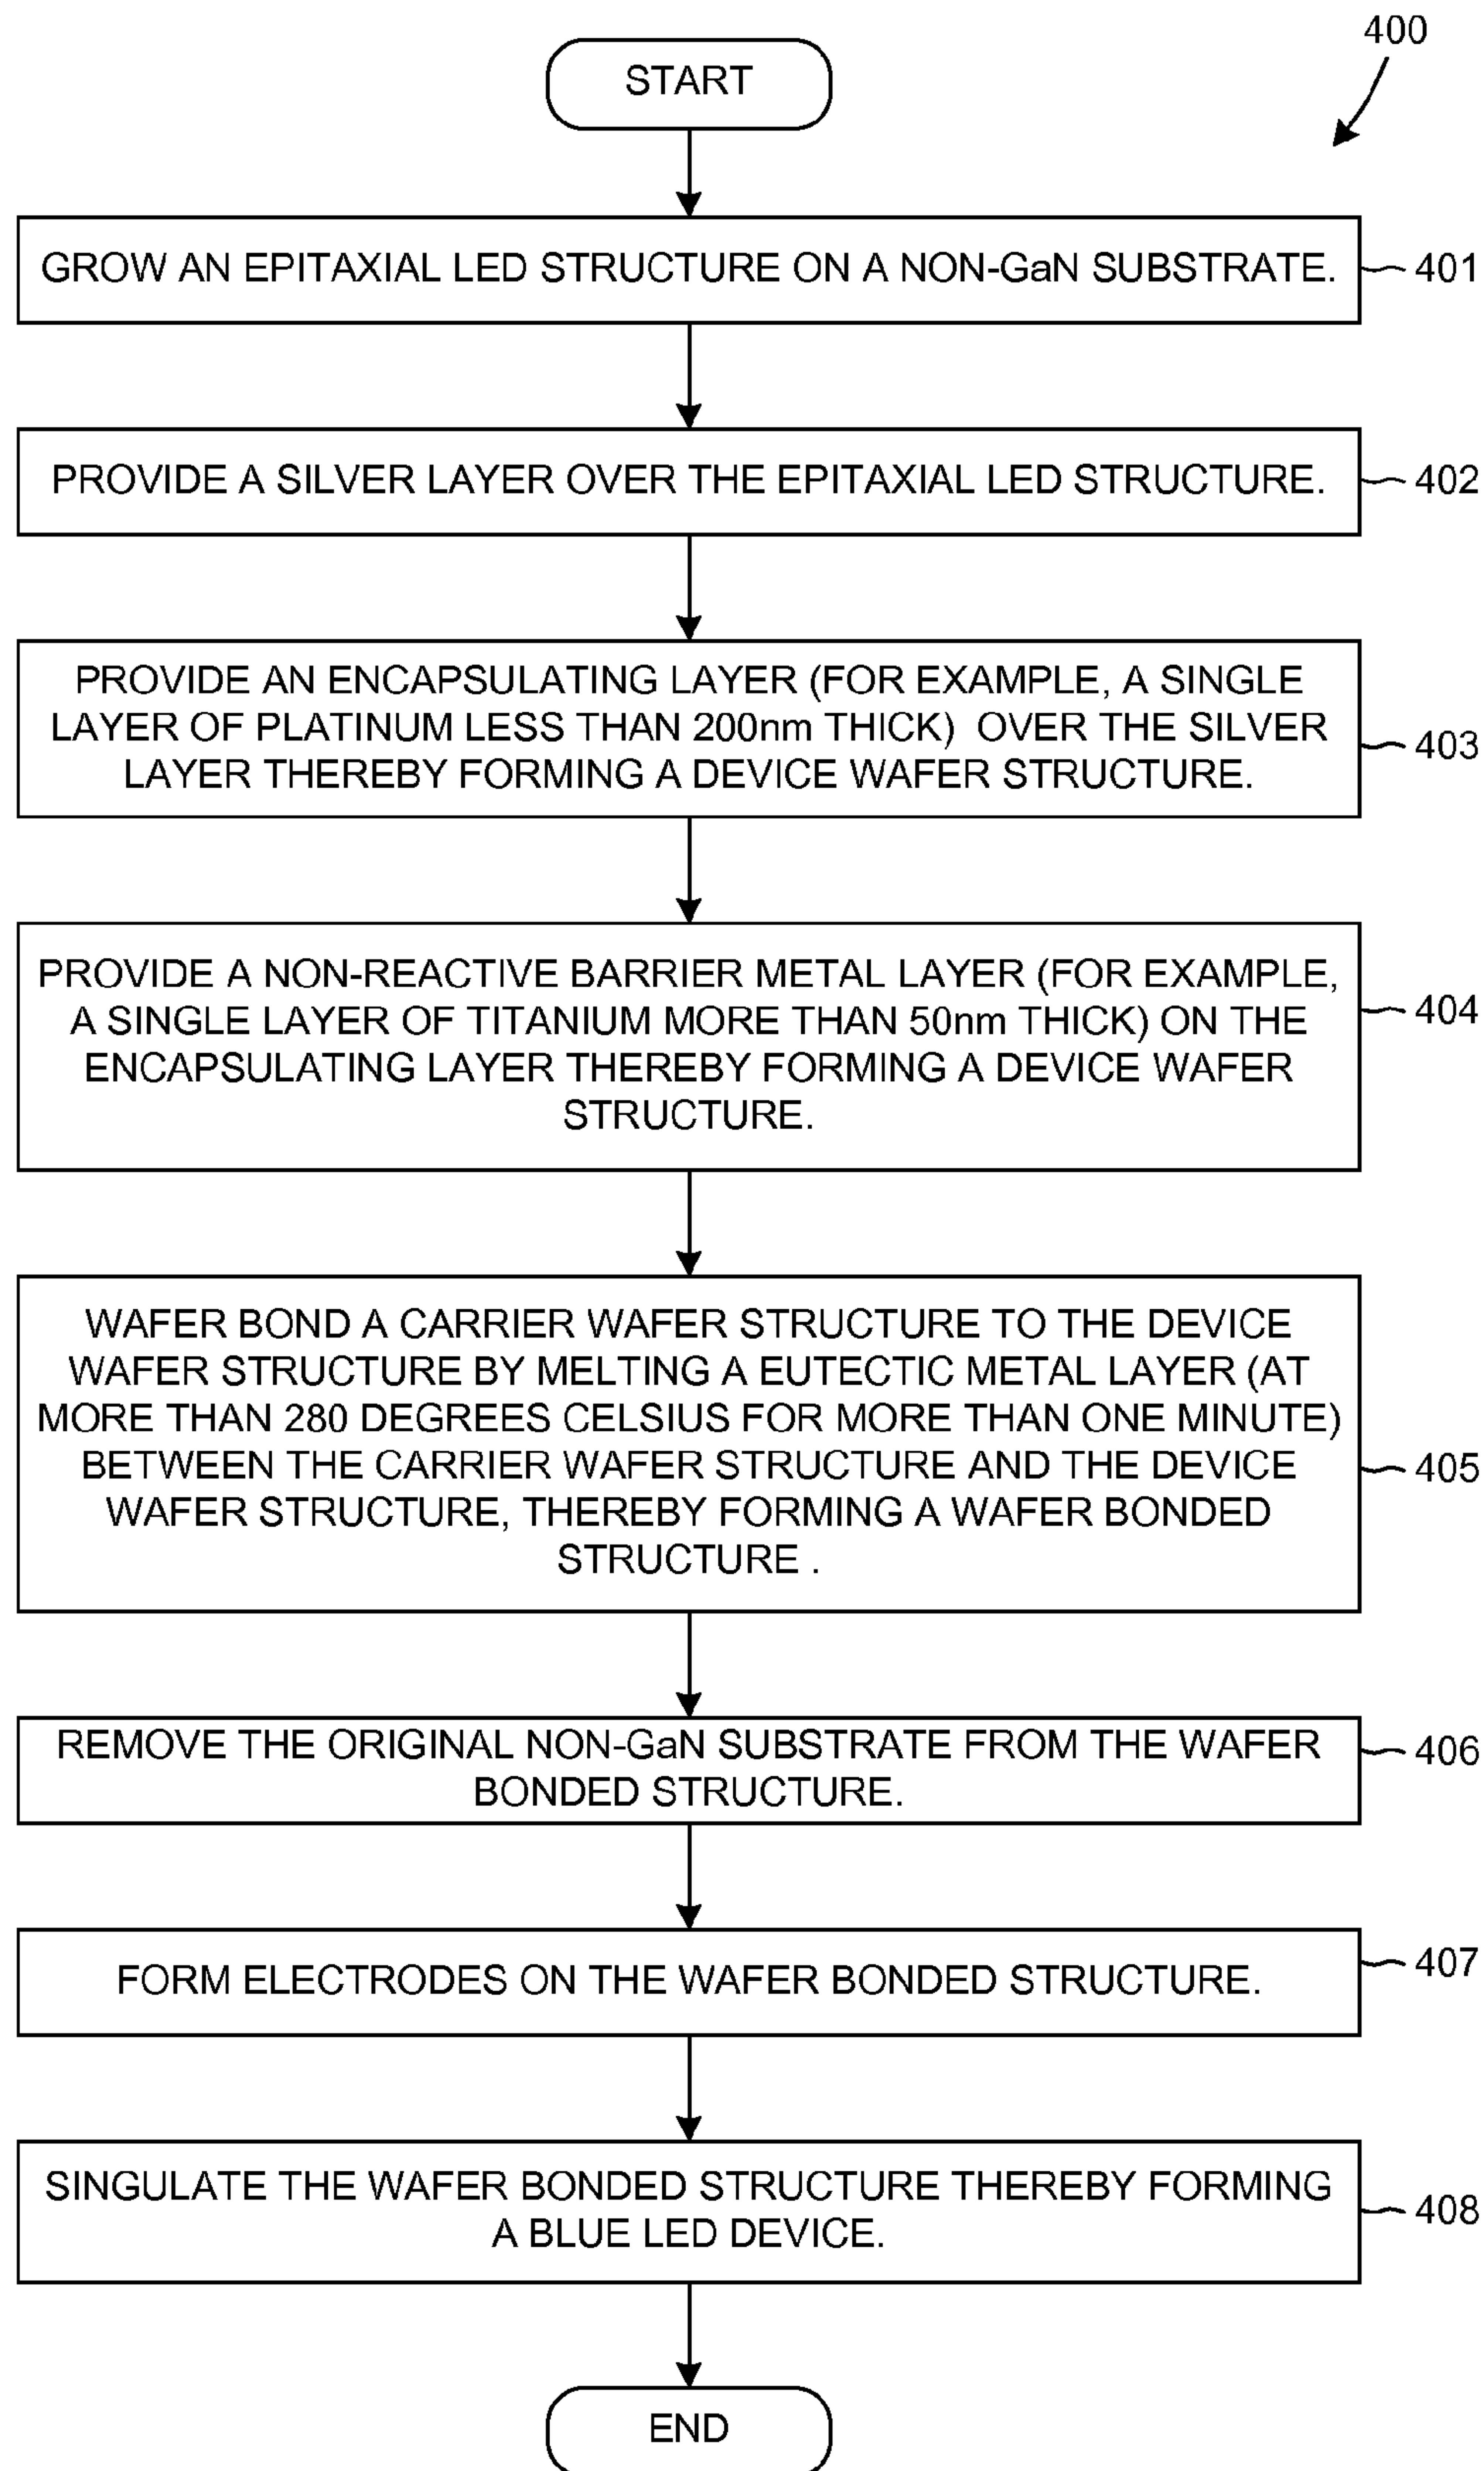 400
START
GROW AN EPITAXIAL LED STRUCTURE ON A NON-GaN SUBSTRATE.
401
PROVIDE A SILVER LAYER OVER THE EPITAXIAL LED STRUCTURE.
402
PROVIDE AN ENCAPSULATING LAYER (FOR EXAMPLE, A SINGLE
LAYER OF PLATINUM LESS THAN 200nm THICK) OVER THE SILVER
LAYER THEREBY FORMING A DEVICE WAFER STRUCTURE.
403
PROVIDE A NON-REACTIVE BARRIER METAL LAYER (FOR EXAMPLE,
A SINGLE LAYER OF TITANIUM MORE THAN 50nm THICK) ON THE
ENCAPSULATING LAYER THEREBY FORMING A DEVICE WAFER
STRUCTURE.
404
WAFER BOND A CARRIER WAFER STRUCTURE TO THE DEVICE
WAFER STRUCTURE BY MELTING A EUTECTIC METAL LAYER (AT
MORE THAN 280 DEGREES CELSIUS FOR MORE THAN ONE MINUTE)
BETWEEN THE CARRIER WAFER STRUCTURE AND THE DEVICE
WAFER STRUCTURE, THEREBY FORMING A WAFER BONDED
STRUCTURE .
405
REMOVE THE ORIGINAL NON-GaN SUBSTRATE FROM THE WAFER
BONDED STRUCTURE.
406
FORM ELECTRODES ON THE WAFER BONDED STRUCTURE.
407
SINGULATE THE WAFER BONDED STRUCTURE THEREBY FORMING
A BLUE LED DEVICE.
408
END